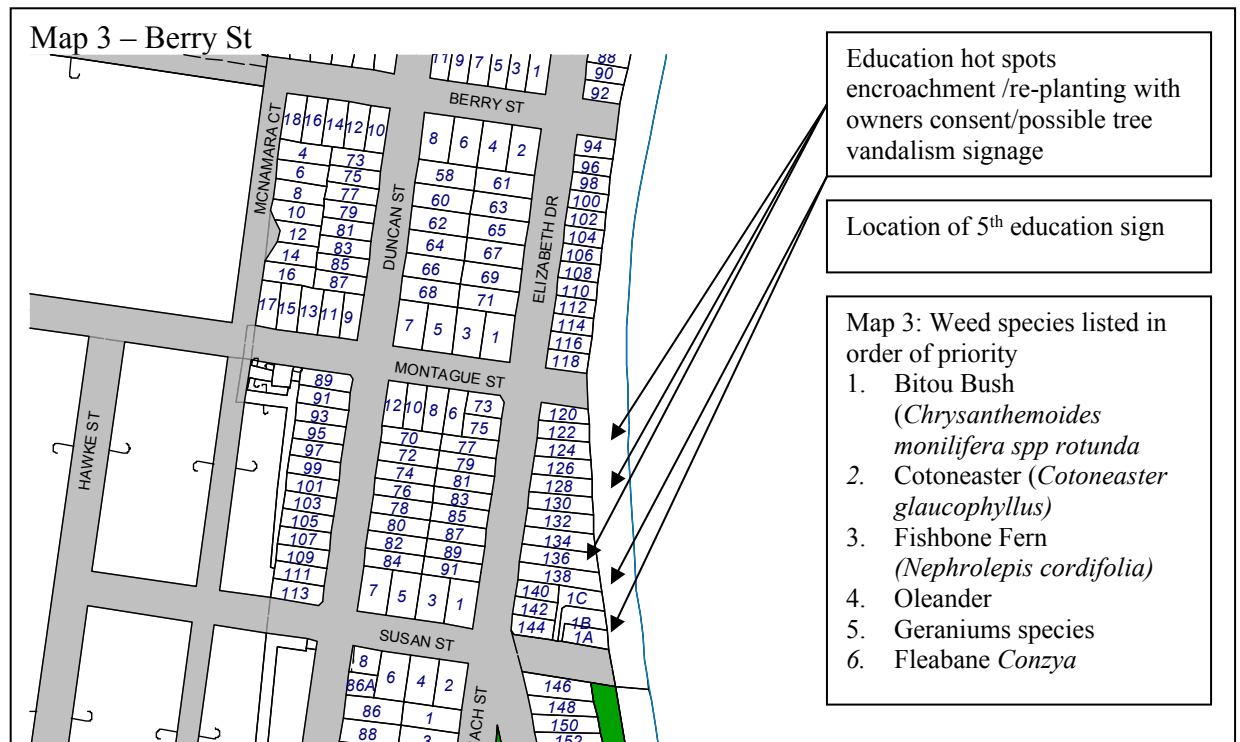 Map 3 – Berry St
11 9 7 5 3 1
88
90
92
BERRY ST
MCNAMARA CT
DUNCAN ST
ELIZABETH DR
18 16 14 12 10
4
6
8
10
12
14
16
73
75
77
79
81
83
85
87
17 15 13 11 9
8 6 4 2
58
60
62
64
66
68
61
63
65
67
69
71
7 5 3 1
94
96
98
100
102
104
106
108
110
112
114
116
118
MONTAGUE ST
HAWKE ST
89
91
93
95
97
99
101
103
105
107
109
111
113
12 10 8 6
73
75
70
72
74
76
78
80
82
84
77
79
81
83
85
87
89
91
7 5 3 1
120
122
124
126
128
130
132
134
136
138
140
142
144
1C
1B
1A
SUSAN ST
8
86A
6 4 2
86
88
1
3
ACH ST
146
148
150
152
Education hot spots
encroachment /re-planting with
owners consent/possible tree
vandalism signage
Location of 5th education sign
Map 3: Weed species listed in
order of priority
1. Bitou Bush
(Chrysanthemoides
monilifera spp rotunda
2. Cotoneaster (Cotoneaster
glaucophyllus)
3. Fishbone Fern
(Nephrolepis cordifolia)
4. Oleander
5. Geraniums species
6. Fleabane Conzya